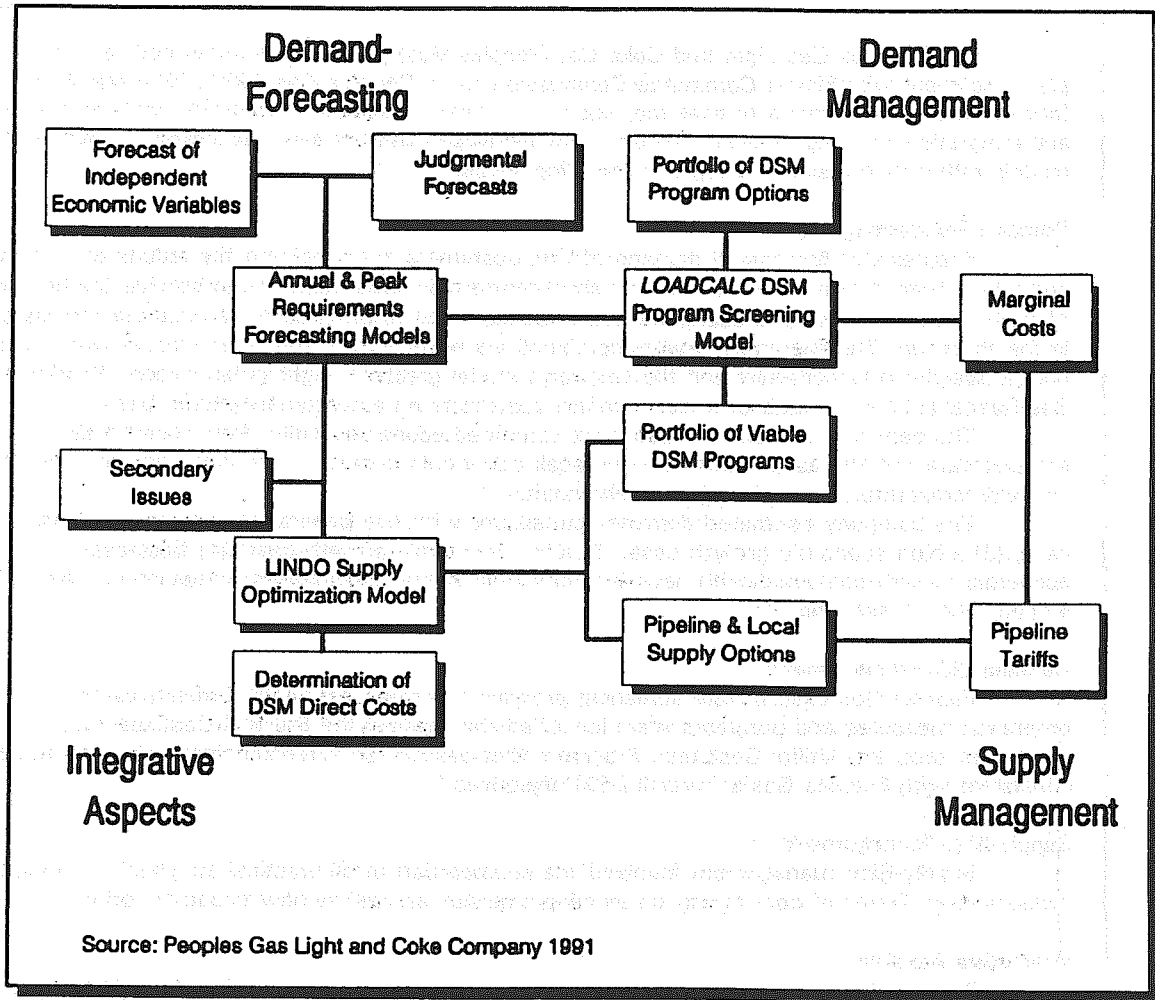 Demand-
Forecasting
Demand
Management
Forecast of
Independent
Economic Variables
Judgmental
Forecasts
Portfolio of DSM
Program Options
Annual & Peak
Requirements
Forecasting Models
LOADCALC DSM
Program Screening
Model
Marginal
Costs
Secondary
Issues
Portfolio of Viable
DSM Programs
LINDO Supply
Optimization Model
Pipeline & Local
Supply Options
Pipeline
Tariffs
Determination of
DSM Direct Costs
Integrative
Aspects
Supply
Management
Source: Peoples Gas Light and Coke Company 1991